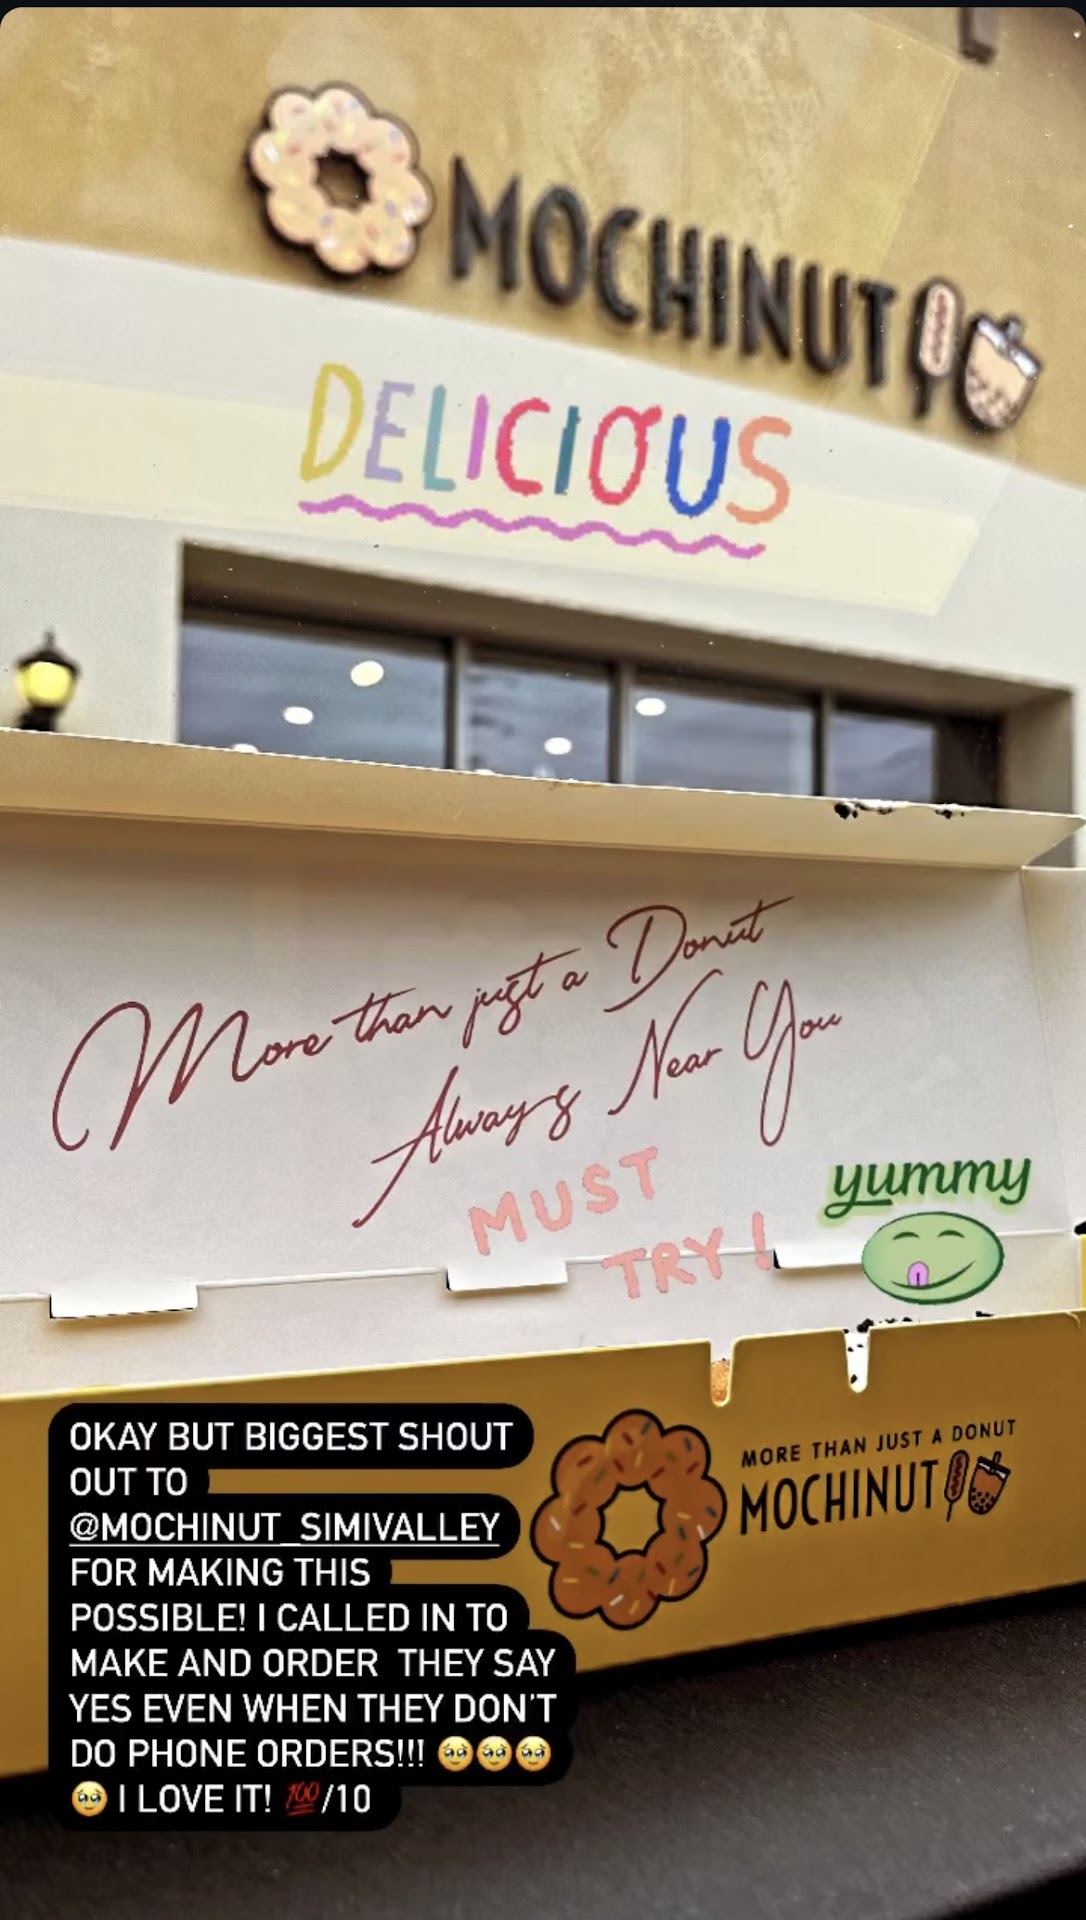 MOCHINUT
DELICIOUS
More than just a Donut
Always Near You
MUST
TRY!
yummy
MORE THAN JUST A DONUT
MOCHINUT
OKAY BUT BIGGEST SHOUT
OUT TO
@MOCHINUT_SIMIVALLEY
FOR MAKING THIS
POSSIBLE! I CALLED IN TO
MAKE AND ORDER  THEY SAY
YES EVEN WHEN THEY DON'T
DO PHONE ORDERS!!! 🥹🥹🥹
🥹 I LOVE IT! 💯/10